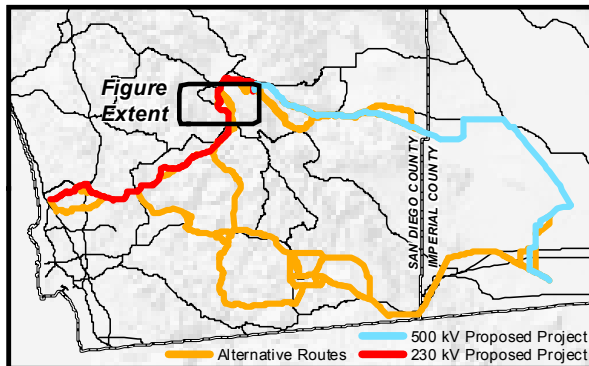 Figure
Extent
SAN DIEGO COUNTY
IMPERIAL COUNTY
500 kV Proposed Project
Alternative Routes 230 kV Proposed Project